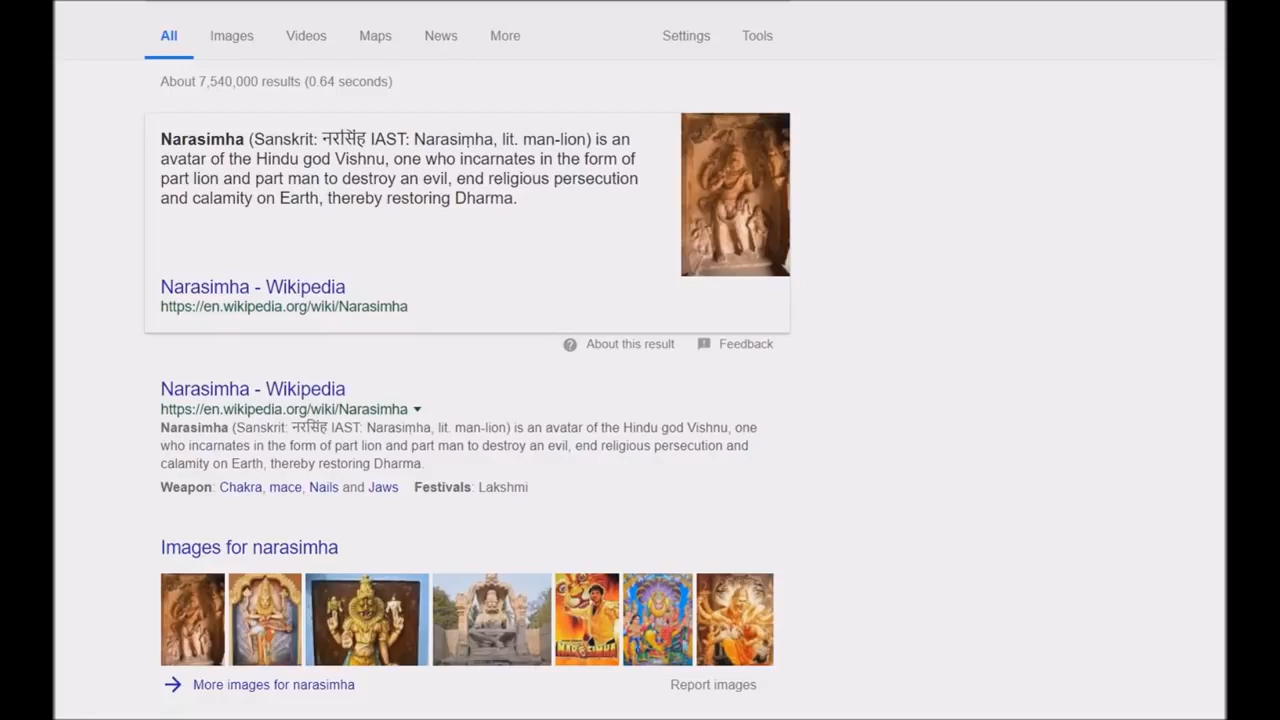 All Images Videos Maps News More Settings Tools
About 7,540,000 results (0.64 seconds)
Narasimha (Sanskrit: नरसिंह IAST: Narasiṃha, lit. man-lion) is an
avatar of the Hindu god Vishnu, one who incarnates in the form of
part lion and part man to destroy an evil, end religious persecution
and calamity on Earth, thereby restoring Dharma.
Narasimha - Wikipedia
https://en.wikipedia.org/wiki/Narasimha
About this result Feedback
Narasimha - Wikipedia
https://en.wikipedia.org/wiki/Narasimha
Narasimha (Sanskrit: नरसिंह IAST: Narasiṃha, lit. man-lion) is an avatar of the Hindu god Vishnu, one
who incarnates in the form of part lion and part man to destroy an evil, end religious persecution and
calamity on Earth, thereby restoring Dharma.
Weapon: Chakra, mace, Nails and Jaws Festivals: Lakshmi
Images for narasimha
NARSIMHA
More images for narasimha Report images